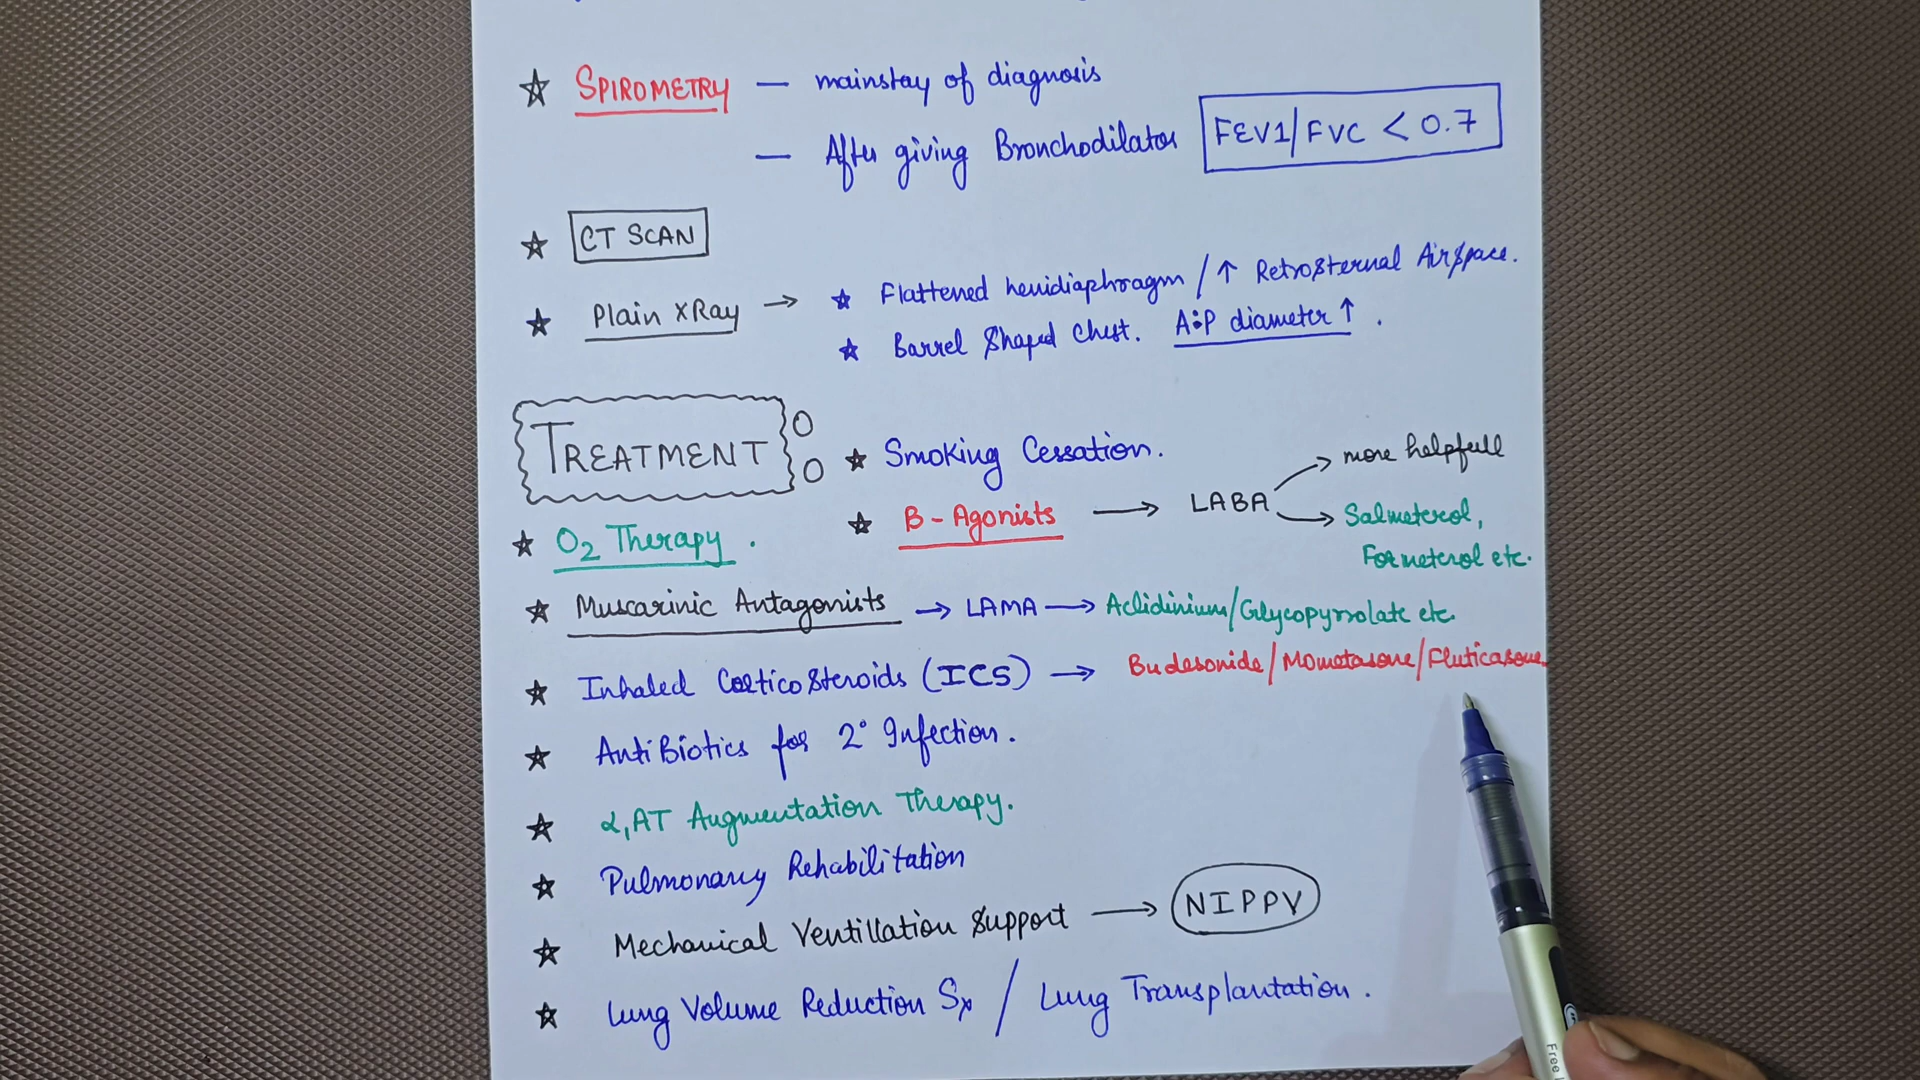 ☆ SPIROMETRY — mainstay of diagnosis
— After giving Bronchodilator FEV1/FVC < 0.7
☆ CT SCAN
☆ Plain XRay → ☆ Flattened hemidiaphragm / ↑ Retrosternal Airspace.
☆ Barrel Shaped Chest. A:P diameter ↑ .
TREATMENT
☆ Smoking Cessation.
☆ B - Agonists → LABA → more helpfull
→ Salmeterol,
Formeterol etc.
☆ O2 Therapy .
☆ Muscarinic Antagonists → LAMA → Aclidinium/Glycopyrrolate etc.
☆ Inhaled Corticosteroids (ICS) → Budesonide/Mometasone/Fluticasone
☆ AntiBiotics for 2° Infection.
☆ α1AT Augmentation Therapy.
☆ Pulmonary Rehabilitation
☆ Mechanical Ventillation Support → NIPPV
☆ Lung Volume Reduction Sx / Lung Transplantation .
Free